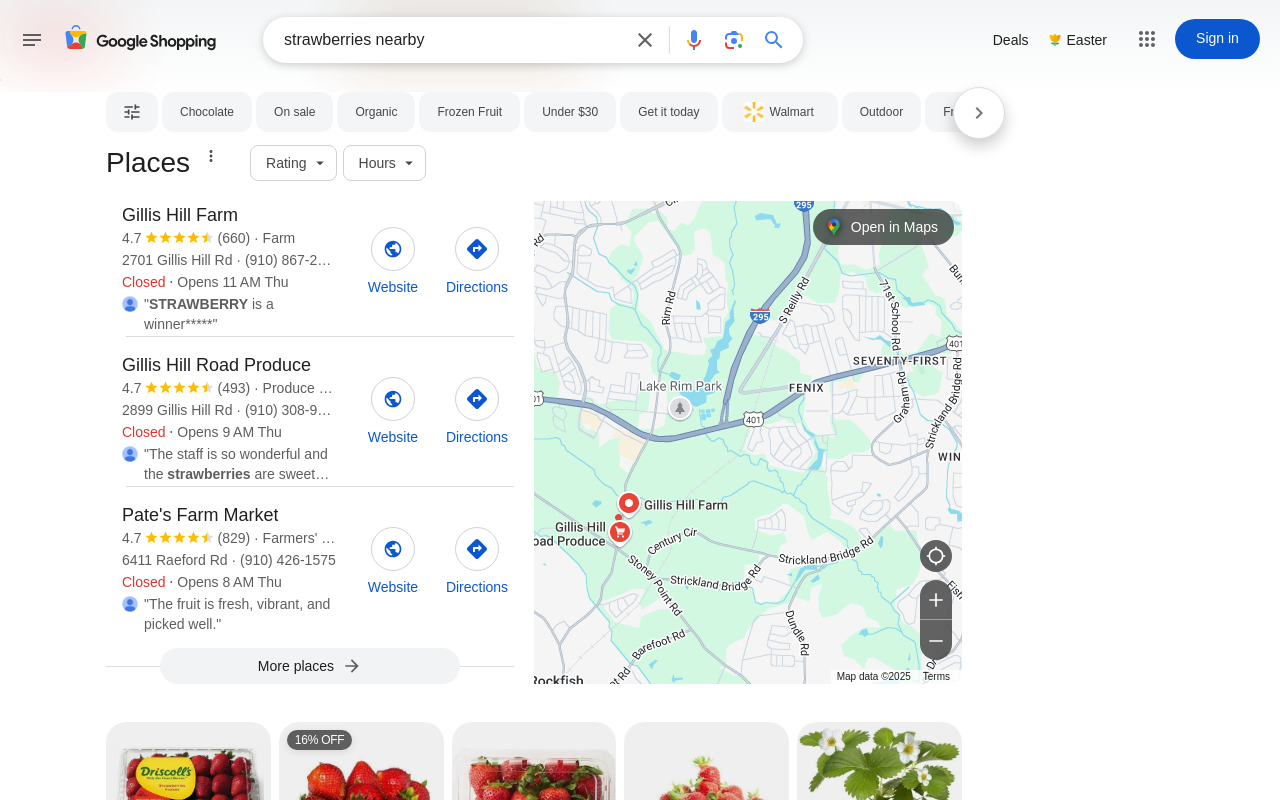 Google Shopping
strawberries nearby
Deals
Easter
Sign in
Chocolate
On sale
Organic
Frozen Fruit
Under $30
Get it today
Walmart
Outdoor
Places
Rating
Hours
Gillis Hill Farm
4.7 (660) · Farm
2701 Gillis Hill Rd · (910) 867-2…
Closed · Opens 11 AM Thu
"STRAWBERRY is a
winner*****"
Website
Directions
Gillis Hill Road Produce
4.7 (493) · Produce …
2899 Gillis Hill Rd · (910) 308-9…
Closed · Opens 9 AM Thu
"The staff is so wonderful and
the strawberries are sweet…
Website
Directions
Pate's Farm Market
4.7 (829) · Farmers' …
6411 Raeford Rd · (910) 426-1575
Closed · Opens 8 AM Thu
"The fruit is fresh, vibrant, and
picked well."
Website
Directions
More places
Open in Maps
295
Rim Rd
S Reilly Rd
71st School Rd
295
401
SEVENTY-FIRST
Lake Rim Park
FENIX
Graham Rd
Strickland Bridge Rd
401
WIN
Gillis Hill Farm
Gillis Hill
oad Produce
Century Cir
Strickland Bridge Rd
Stoney Point Rd
Strickland Bridge Rd
Dundle Rd
Barefoot Rd
Rockfish
Map data ©2025
Terms
16% OFF
Driscoll's
STRAWBERRIES